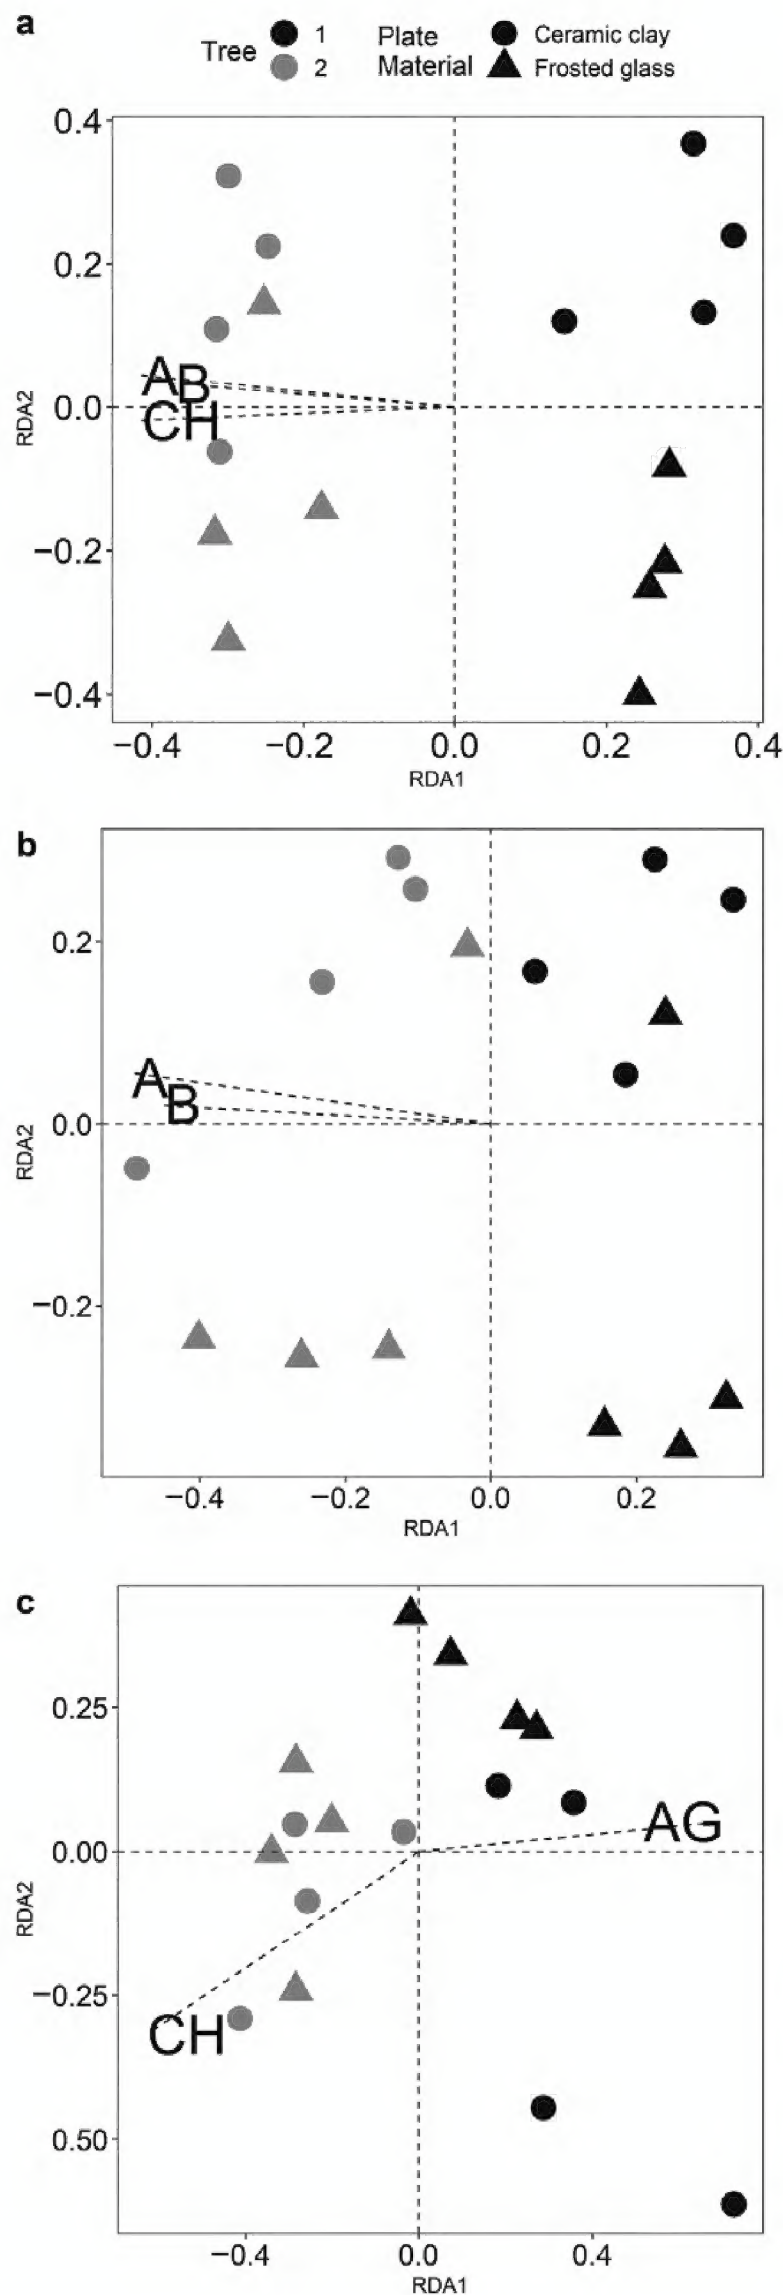 a
Tree 1 Plate Ceramic clay
2 Material Frosted glass
0.4
0.2
A B
0.0
CH
RDA2
−0.2
−0.4
−0.4 −0.2 0.0 0.2 0.4
RDA1
b
0.2
A
B
0.0
RDA2
−0.2
−0.4 −0.2 0.0 0.2
RDA1
c
0.25
AG
0.00
RDA2
−0.25
CH
0.50
−0.4 0.0 0.4
RDA1